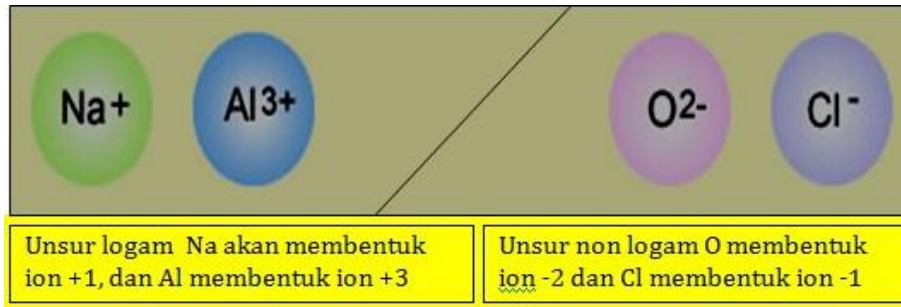 Na+ Al3+ O2- Cl-
Unsur logam Na akan membentuk
ion +1, dan Al membentuk ion +3
Unsur non logam O membentuk
ion -2 dan Cl membentuk ion -1